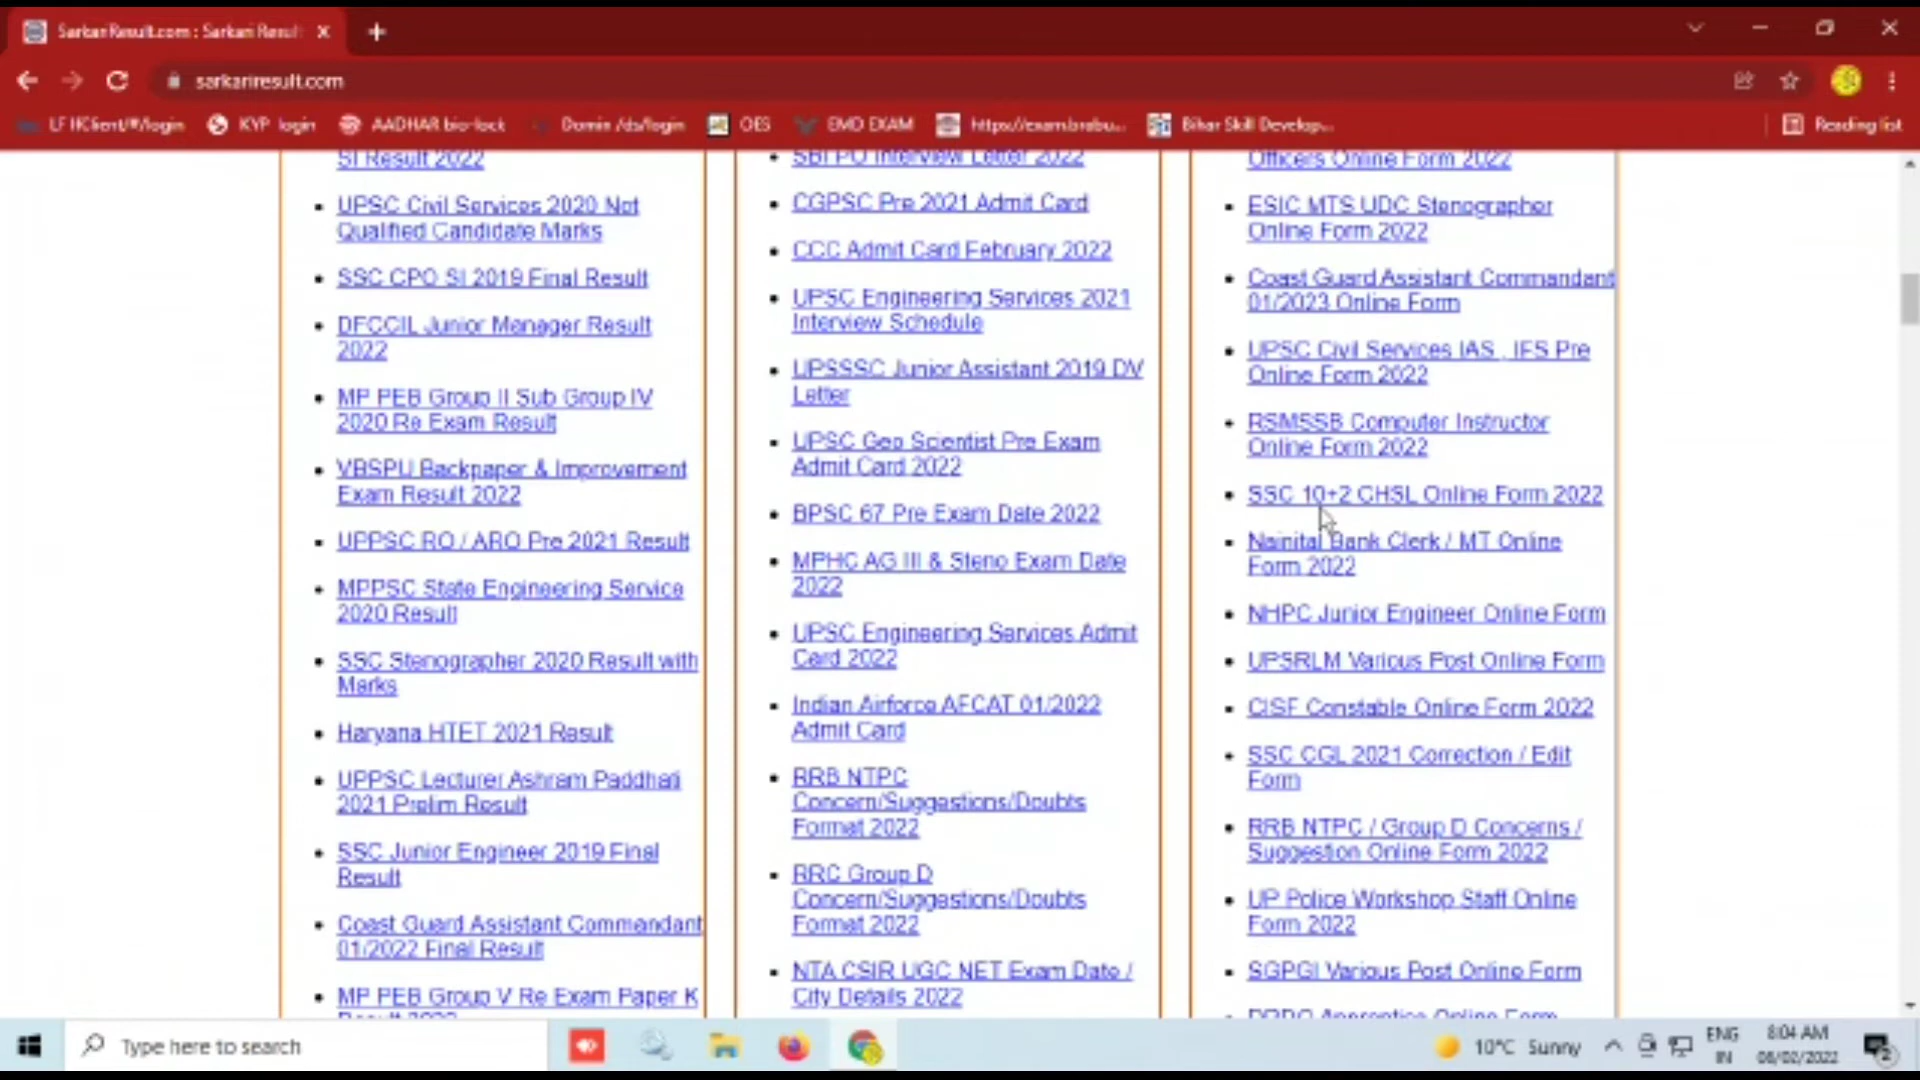 SarkariResult.com : Sarkari Result
sarkariresult.com
KYP login
AADHAR bio-lock
Domin /ds/login
OES
EMD EXAM
https://exam.brabu...
Bihar Skill Develop...
Reading list
SI Result 2022
UPSC Civil Services 2020 Not
Qualified Candidate Marks
SSC CPO SI 2019 Final Result
DFCCIL Junior Manager Result
2022
MP PEB Group II Sub Group IV
2020 Re Exam Result
VBSPU Backpaper & Improvement
Exam Result 2022
UPPSC RO / ARO Pre 2021 Result
MPPSC State Engineering Service
2020 Result
SSC Stenographer 2020 Result with
Marks
Haryana HTET 2021 Result
UPPSC Lecturer Ashram Paddhati
2021 Prelim Result
SSC Junior Engineer 2019 Final
Result
Coast Guard Assistant Commandant
01/2022 Final Result
MP PEB Group V Re Exam Paper K
Result 2022
SBI PO Interview Letter 2022
CGPSC Pre 2021 Admit Card
CCC Admit Card February 2022
UPSC Engineering Services 2021
Interview Schedule
UPSSSC Junior Assistant 2019 DV
Letter
UPSC Geo Scientist Pre Exam
Admit Card 2022
BPSC 67 Pre Exam Date 2022
MPHC AG III & Steno Exam Date
2022
UPSC Engineering Services Admit
Card 2022
Indian Airforce AFCAT 01/2022
Admit Card
RRB NTPC
Concern/Suggestions/Doubts
Format 2022
RRC Group D
Concern/Suggestions/Doubts
Format 2022
NTA CSIR UGC NET Exam Date /
City Details 2022
Officers Online Form 2022
ESIC MTS UDC Stenographer
Online Form 2022
Coast Guard Assistant Commandant
01/2023 Online Form
UPSC Civil Services IAS , IFS Pre
Online Form 2022
RSMSSB Computer Instructor
Online Form 2022
SSC 10+2 CHSL Online Form 2022
Nainital Bank Clerk / MT Online
Form 2022
NHPC Junior Engineer Online Form
UPSRLM Various Post Online Form
CISF Constable Online Form 2022
SSC CGL 2021 Correction / Edit
Form
RRB NTPC / Group D Concerns /
Suggestion Online Form 2022
UP Police Workshop Staff Online
Form 2022
SGPGI Various Post Online Form
Apprentice Online Form
Type here to search
10°C Sunny
ENG
IN
8:04 AM
08/02/2022
2